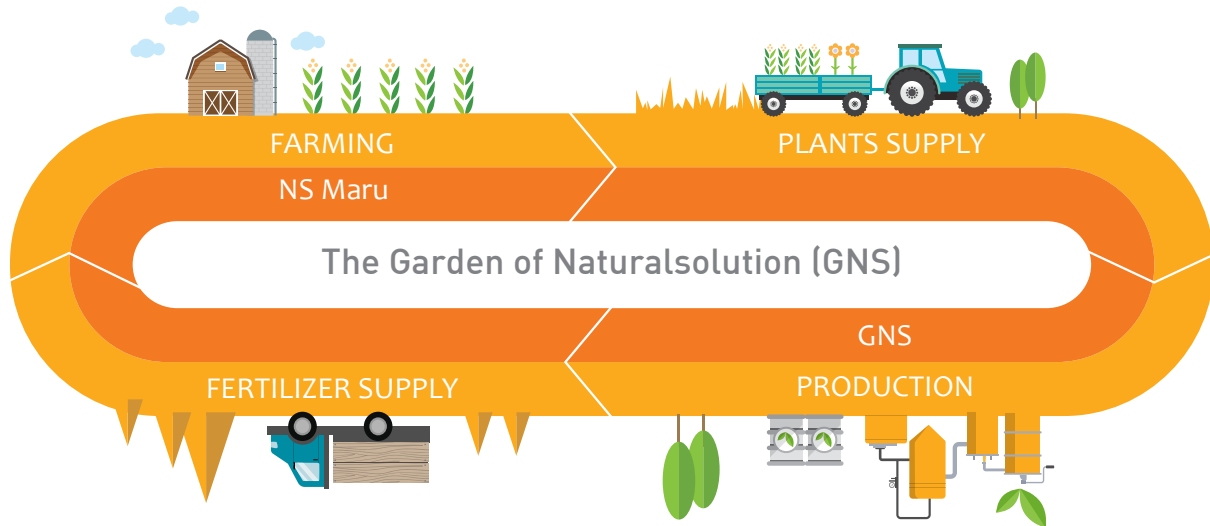 FARMING
PLANTS SUPPLY
NS Maru
The Garden of Naturalsolution (GNS)
GNS
FERTILIZER SUPPLY
PRODUCTION